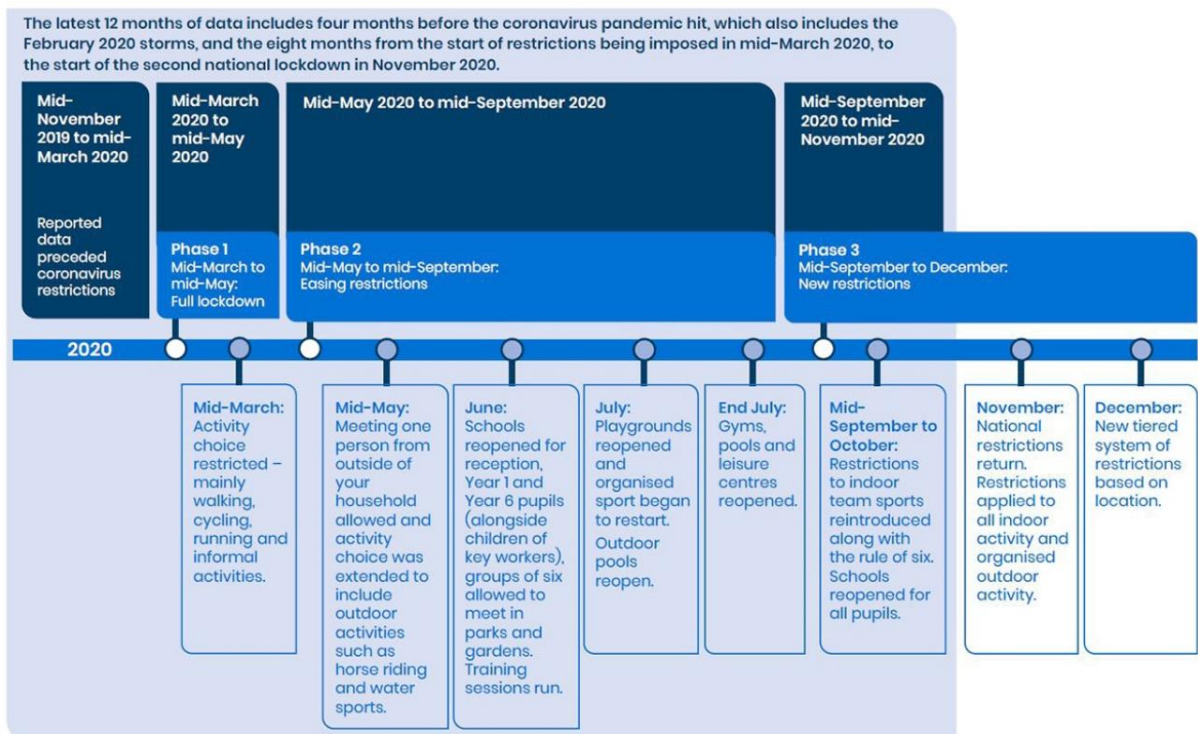 The latest 12 months of data includes four months before the coronavirus pandemic hit, which also includes the
February 2020 storms, and the eight months from the start of restrictions being imposed in mid-March 2020, to
the start of the second national lockdown in November 2020.
Mid-
November
2019 to mid-
March 2020
Reported
data
preceded
coronavirus
restrictions
Mid-March
2020 to
mid-May
2020
Phase 1
Mid-March to
mid-May:
Full lockdown
Mid-May 2020 to mid-September 2020
Phase 2
Mid-May to mid-September:
Easing restrictions
Mid-September
2020 to mid-
November 2020
Phase 3
Mid-September to December:
New restrictions
2020
Mid-March:
Activity
choice
restricted –
mainly
walking,
cycling,
running and
informal
activities.
Mid-May:
Meeting one
person from
outside of
your
household
allowed and
activity
choice was
extended to
include
outdoor
activities
such as
horse riding
and water
sports.
June:
Schools
reopened for
reception,
Year 1 and
Year 6 pupils
(alongside
children of
key workers),
groups of six
allowed to
meet in
parks and
gardens.
Training
sessions run.
July:
Playgrounds
reopened
and
organised
sport began
to restart.
Outdoor
pools
reopen.
End July:
Gyms,
pools and
leisure
centres
reopened.
Mid-
September to
October:
Restrictions
to indoor
team sports
reintroduced
along with
the rule of six.
Schools
reopened for
all pupils.
November:
National
restrictions
return.
Restrictions
applied to
all indoor
activity and
organised
outdoor
activity.
December:
New tiered
system of
restrictions
based on
location.